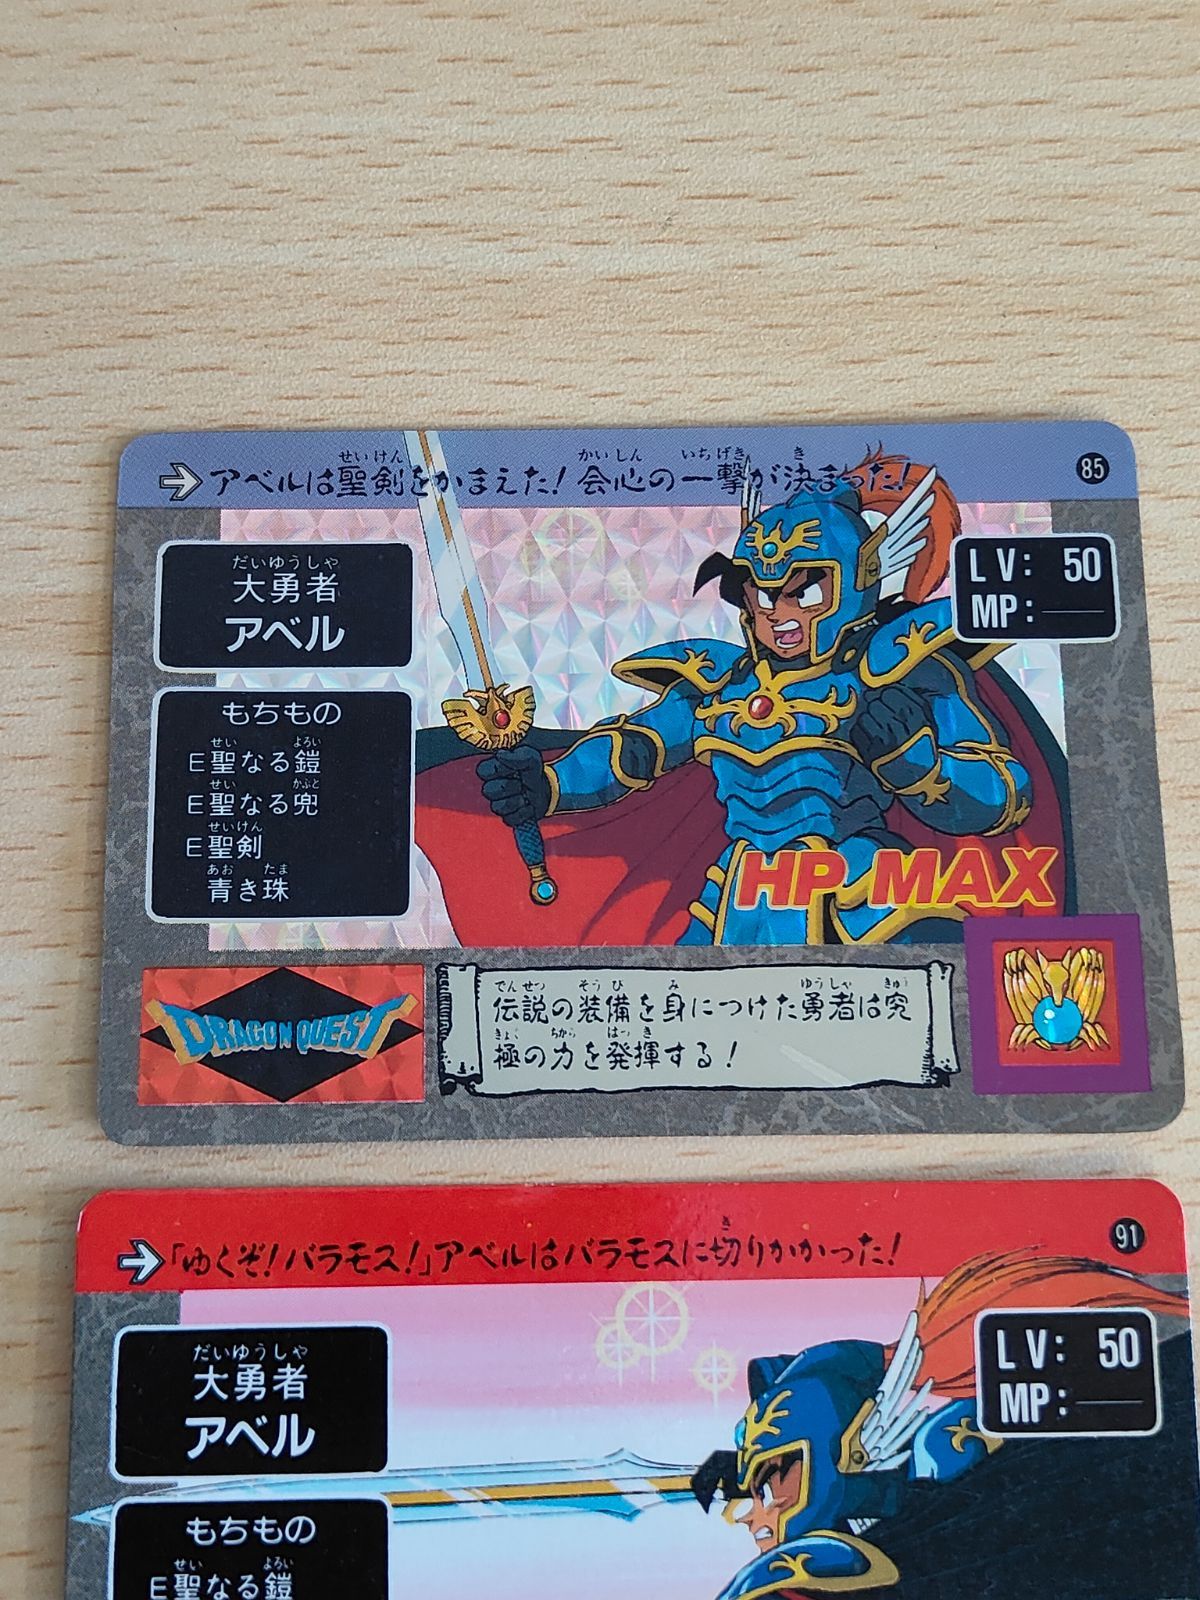 アベルは聖剣をかまえた!会心の一撃が決まった!
85
だいゆうしゃ
大勇者
アベル
LV: 50
MP:
もちもの
E聖なる鎧
E聖なる兜
E聖剣
青き珠
HP MAX
DRAGON QUEST
伝説の装備を身につけた勇者は究
極の力を発揮する!
「ゆくぞ!バラモス!」アベルはバラモスに切りかかった!
91
だいゆうしゃ
大勇者
アベル
LV: 50
MP:
もちもの
E聖なる鎧